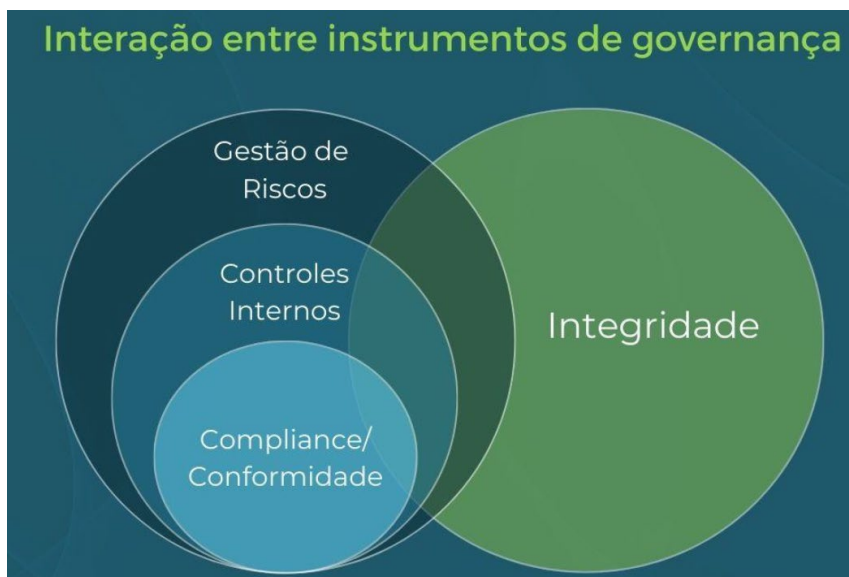 Interação entre instrumentos de governança
Gestão de
Riscos
Controles
Internos
Integridade
Compliance/
Conformidade